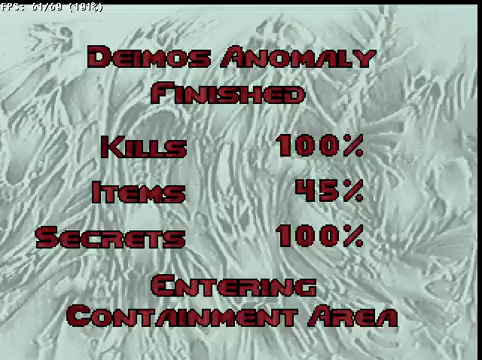 FPS: 61/60 (101%)
Deimos Anomaly
Finished
Kills 100%
Items 45%
Secrets 100%
Entering
Containment Area